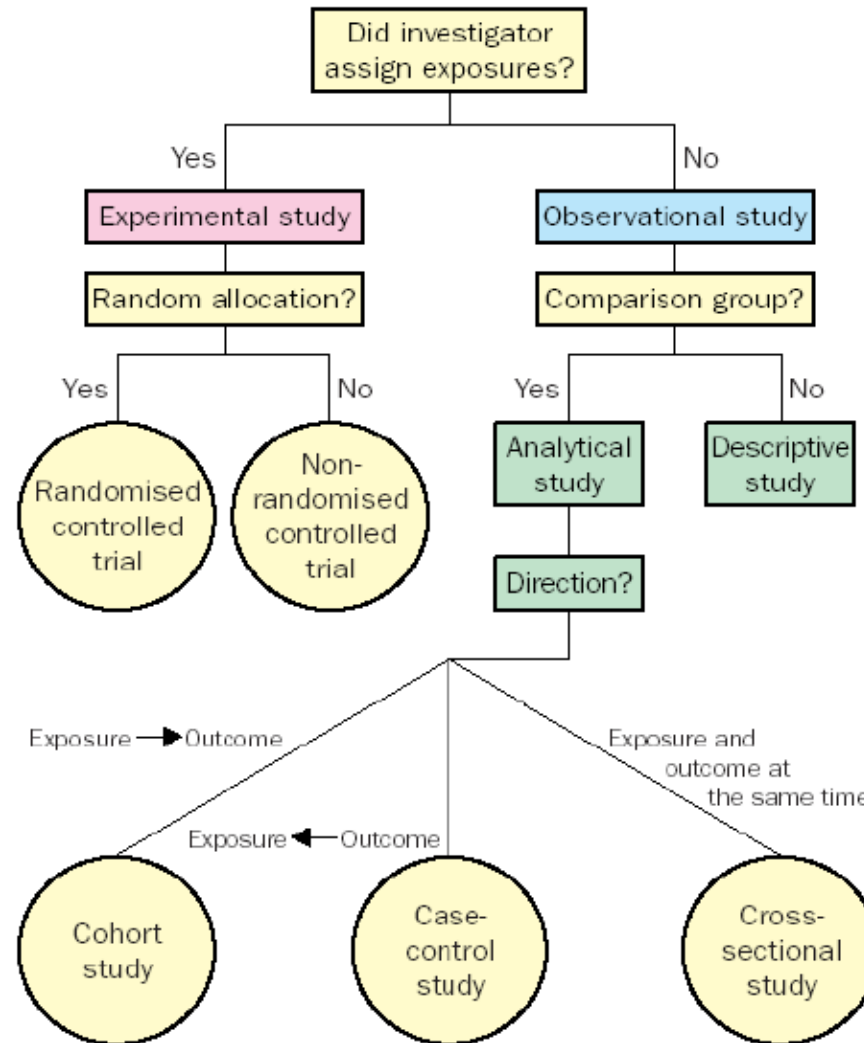 Did investigator
assign exposures?
Yes
No
Experimental study
Observational study
Random allocation?
Comparison group?
Yes
No
Yes
No
Randomised
controlled
trial
Non-
randomised
controlled
trial
Analytical
study
Descriptive
study
Direction?
Exposure → Outcome
Exposure and
outcome at
the same time
Exposure ← Outcome
Cohort
study
Case-
control
study
Cross-
sectional
study